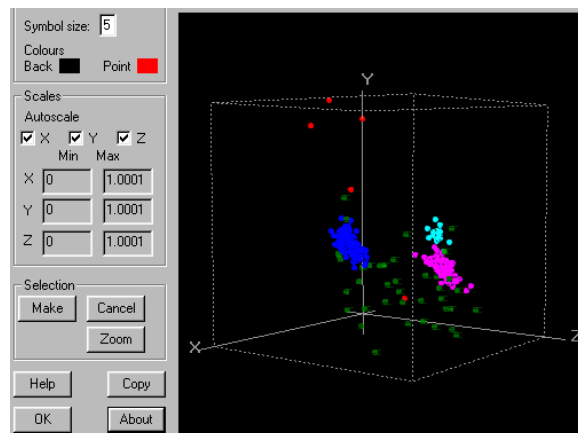 Symbol size: 5
Colours
Back Point
Scales
Autoscale
X Y Z
Min Max
X 0 1.0001
Y 0 1.0001
Z 0 1.0001
Selection
Make Cancel
Zoom
Help Copy
OK About
Y
X
Z